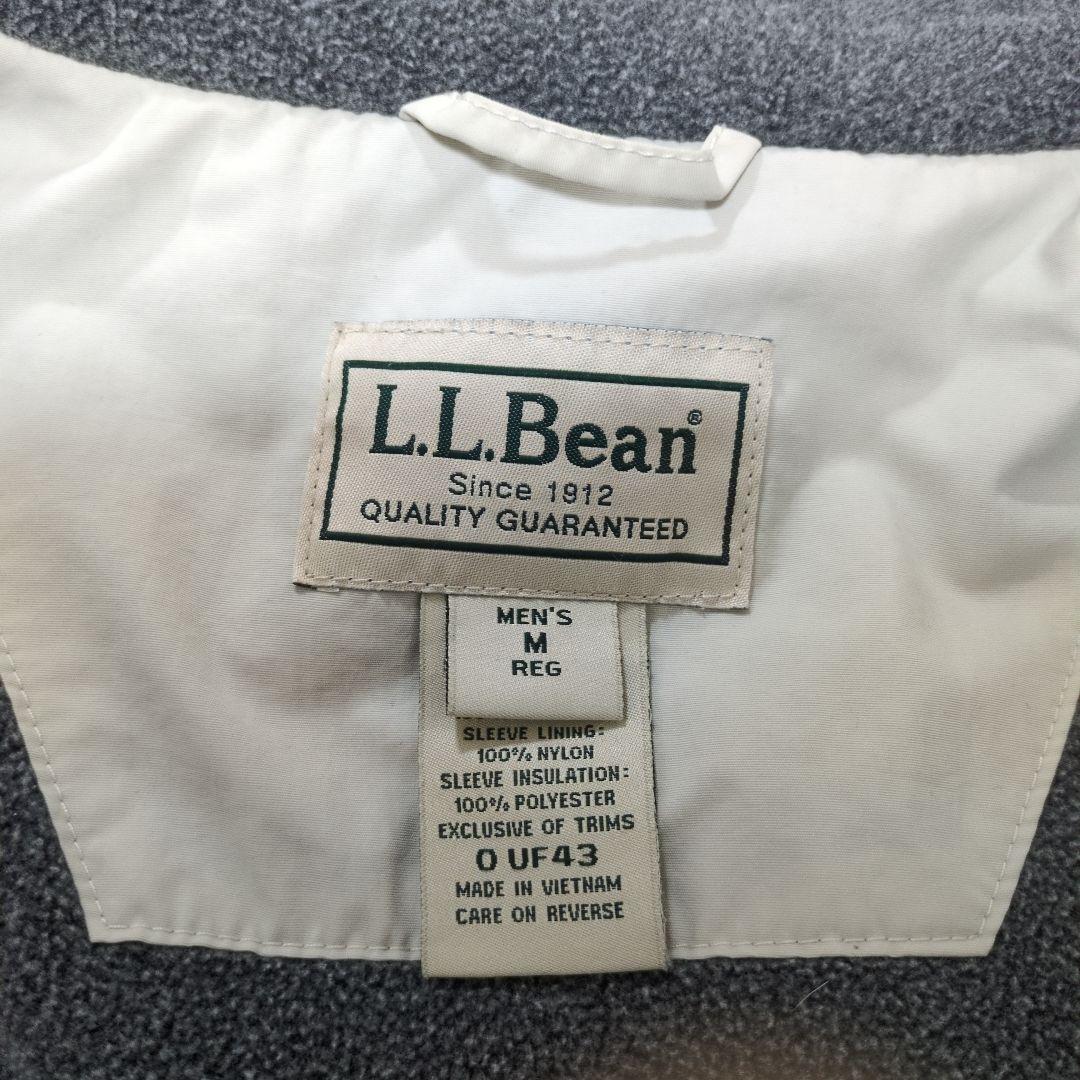 L.L.Bean®
Since 1912
QUALITY GUARANTEED
MEN'S
M
REG
SLEEVE LINING:
100% NYLON
SLEEVE INSULATION:
100% POLYESTER
EXCLUSIVE OF TRIMS
0 UF43
MADE IN VIETNAM
CARE ON REVERSE